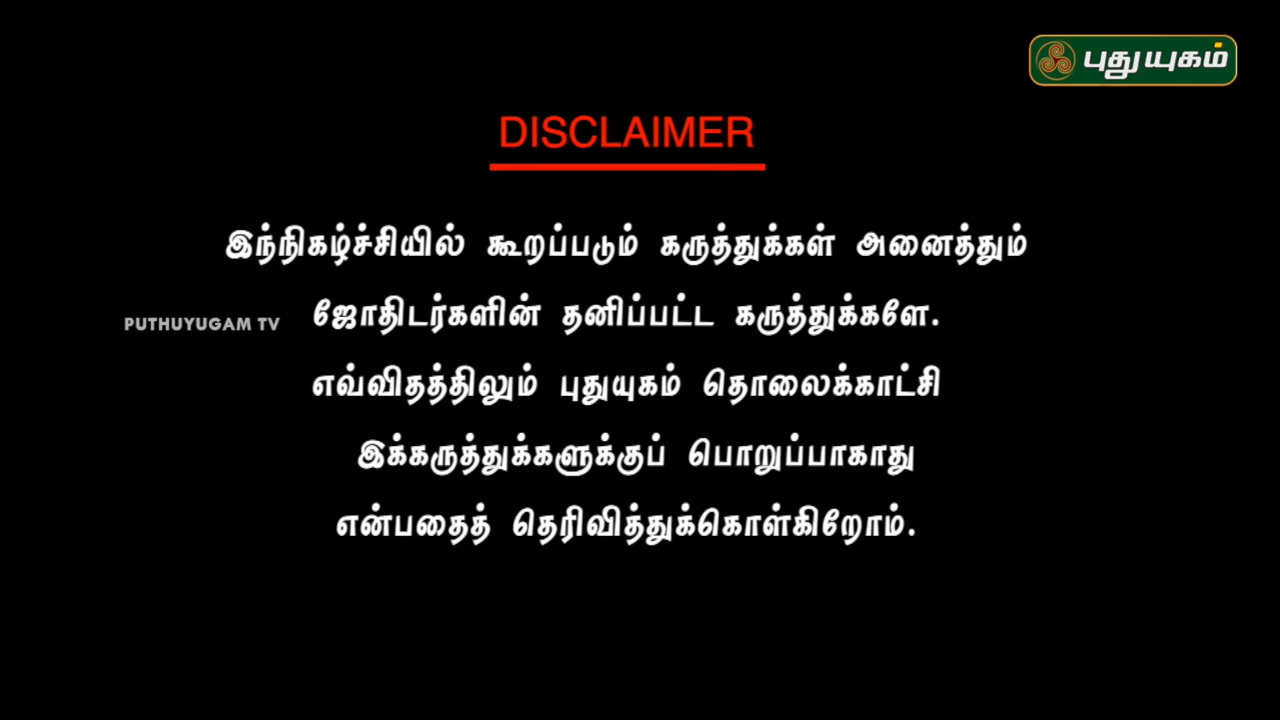 புதுயுகம்
DISCLAIMER
இந்நிகழ்ச்சியில் கூறப்படும் கருத்துக்கள் அனைத்தும்
ஜோதிடர்களின் தனிப்பட்ட கருத்துக்களே.
PUTHUYUGAM TV
எவ்விதத்திலும் புதுயுகம் தொலைக்காட்சி
இக்கருத்துக்களுக்குப் பொறுப்பாகாது
என்பதைத் தெரிவித்துக்கொள்கிறோம்.